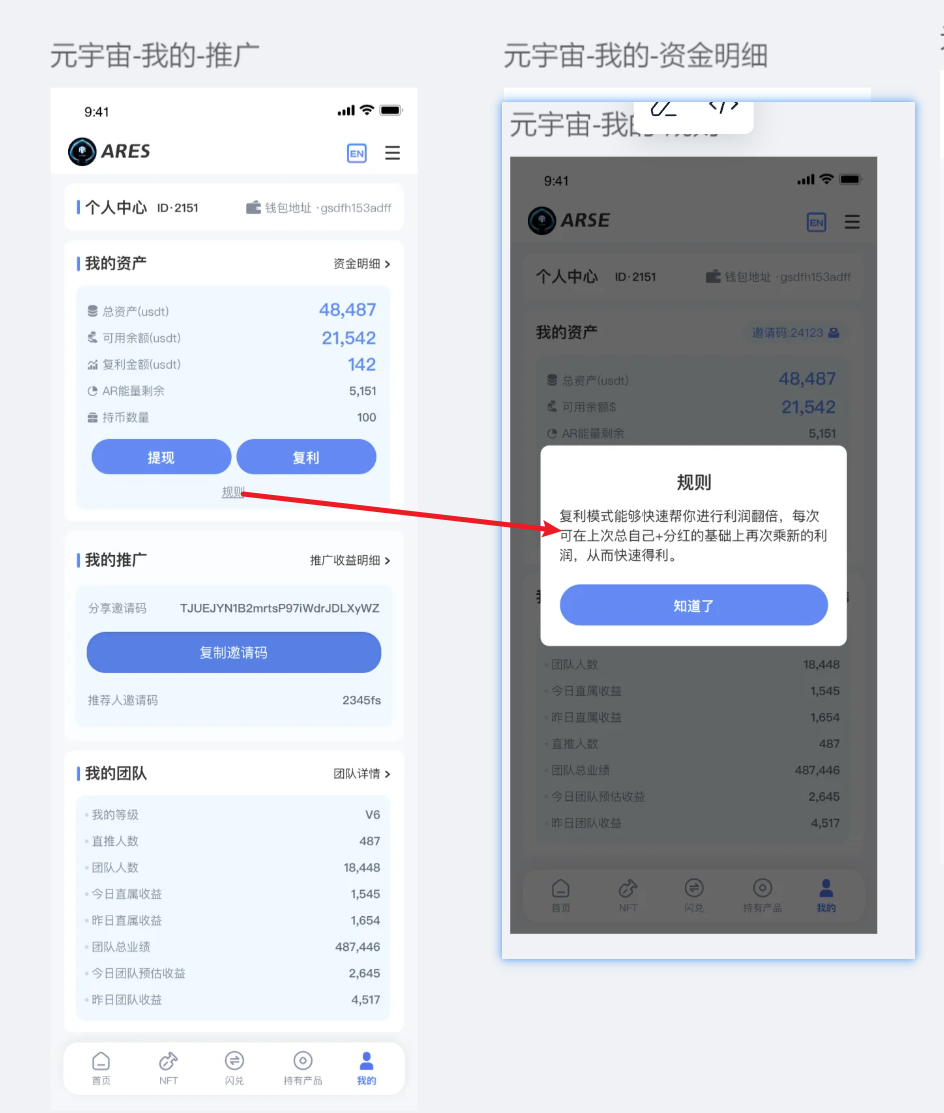 元宇宙-我的-推广
9:41
ARES
EN
个人中心 ID·2151 钱包地址 ·gsdfh153adff
我的资产 资金明细
总资产(usdt) 48,487
可用余额(usdt) 21,542
复利金额(usdt) 142
AR能量剩余 5,151
持币数量 100
提现 复利
规则
我的推广 推广收益明细
分享邀请码 TJUEJYN1B2mrtsP97iWdrJDLXyWZ
复制邀请码
推荐人邀请码 2345fs
我的团队 团队详情
我的等级 V6
直推人数 487
团队人数 18,448
今日直属收益 1,545
昨日直属收益 1,654
团队总业绩 487,446
今日团队预估收益 2,645
昨日团队收益 4,517
首页 NFT 闪兑 持有产品 我的
元宇宙-我的-资金明细
元宇宙-我的-规则
9:41
ARSE
EN
个人中心 ID·2151 钱包地址 ·gsdfh153adff
我的资产 邀请码:24123
总资产(usdt) 48,487
可用余额$ 21,542
AR能量剩余 5,151
规则
复利模式能够快速帮你进行利润翻倍，每次
可在上次总自己+分红的基础上再次乘新的利
润，从而快速得利。
知道了
团队人数 18,448
今日直属收益 1,545
昨日直属收益 1,654
直推人数 487
团队总业绩 487,446
今日团队预估收益 2,645
昨日团队收益 4,517
首页 NFT 闪兑 持有产品 我的